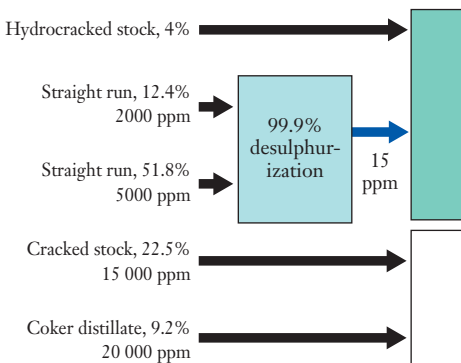 Hydrocracked stock, 4%
Straight run, 12.4%
2000 ppm
99.9%
desulphur-
ization
15
ppm
Straight run, 51.8%
5000 ppm
Cracked stock, 22.5%
15 000 ppm
Coker distillate, 9.2%
20 000 ppm